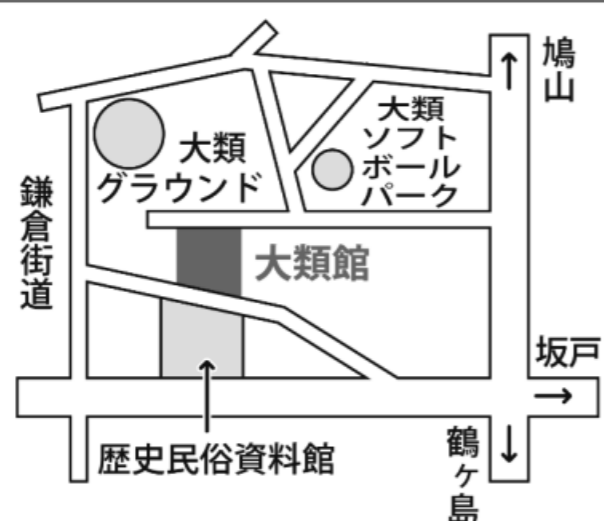 鳩山
大類
グラウンド
大類
ソフト
ボール
パーク
鎌倉街道
大類館
坂戸
歴史民俗資料館
鶴ヶ島